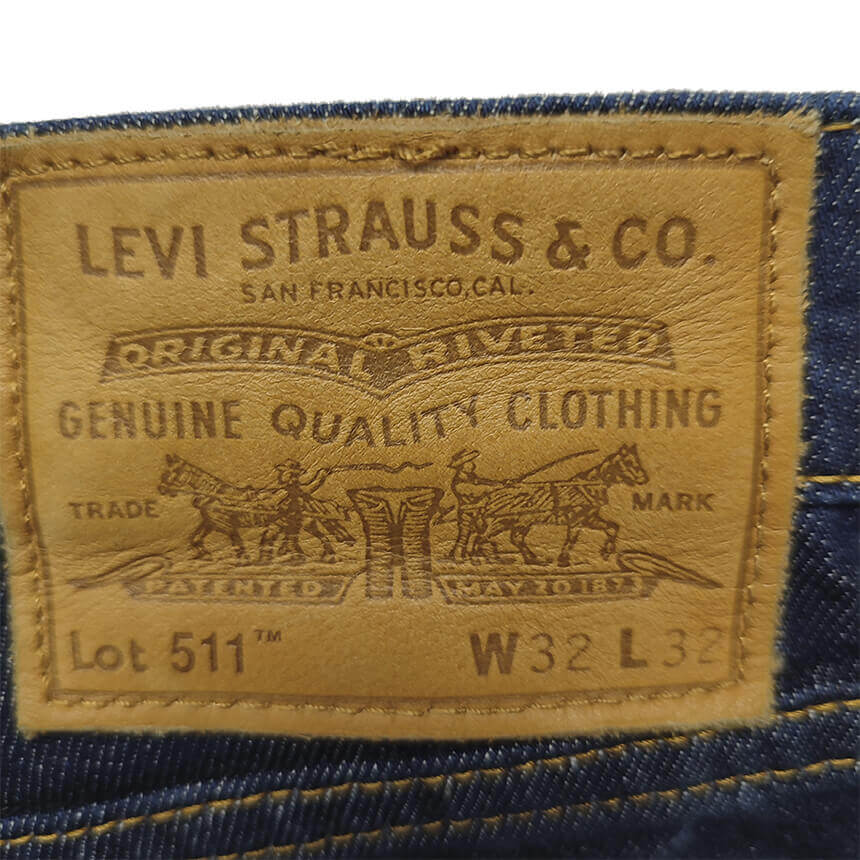 LEVI STRAUSS & CO.
SAN FRANCISCO, CAL.
ORIGINAL RIVETED
GENUINE QUALITY CLOTHING
TRADE MARK
PATENTED MAY 20 1873
Lot 511™ W32 L32